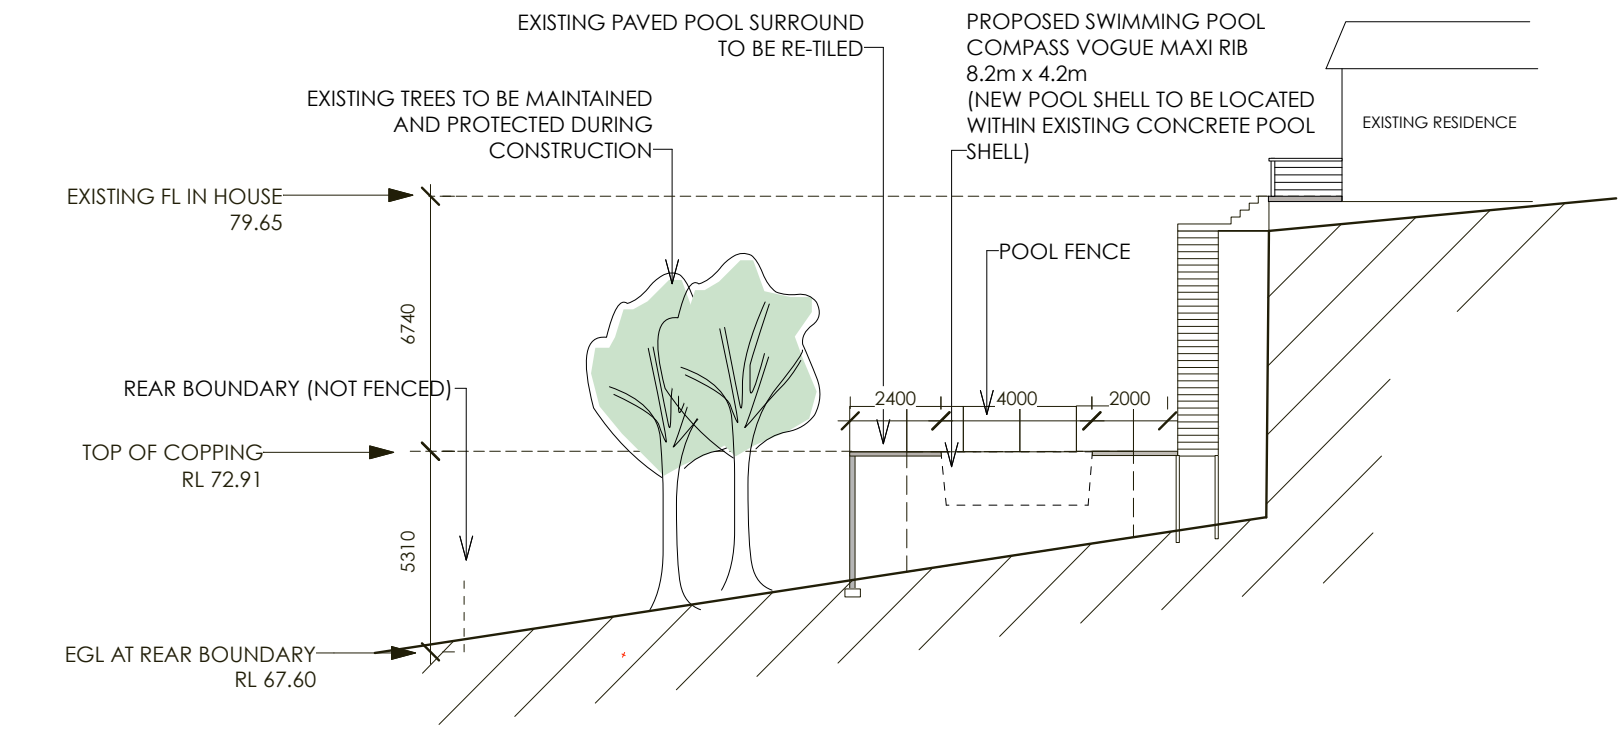 EXISTING PAVED POOL SURROUND
TO BE RE-TILED
PROPOSED SWIMMING POOL
COMPASS VOGUE MAXI RIB
8.2m x 4.2m
(NEW POOL SHELL TO BE LOCATED
WITHIN EXISTING CONCRETE POOL
SHELL)
EXISTING TREES TO BE MAINTAINED
AND PROTECTED DURING
CONSTRUCTION
EXISTING RESIDENCE
EXISTING FL IN HOUSE
79.65
POOL FENCE
6740
REAR BOUNDARY (NOT FENCED)
2400
4000
2000
TOP OF COPPING
RL 72.91
5310
EGL AT REAR BOUNDARY
RL 67.60